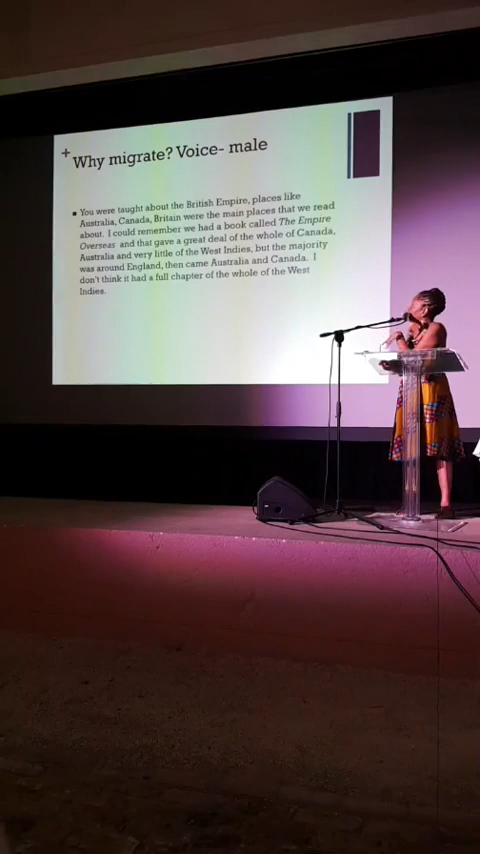 + Why migrate? Voice- male
▪ You were taught about the British Empire, places like
Australia, Canada, Britain were the main places that we read
about. I could remember we had a book called The Empire
Overseas and that gave a great deal of the whole of Canada,
Australia and very little of the West Indies, but the majority
was around England, then came Australia and Canada. I
don't think it had a full chapter of the whole of the West
Indies.